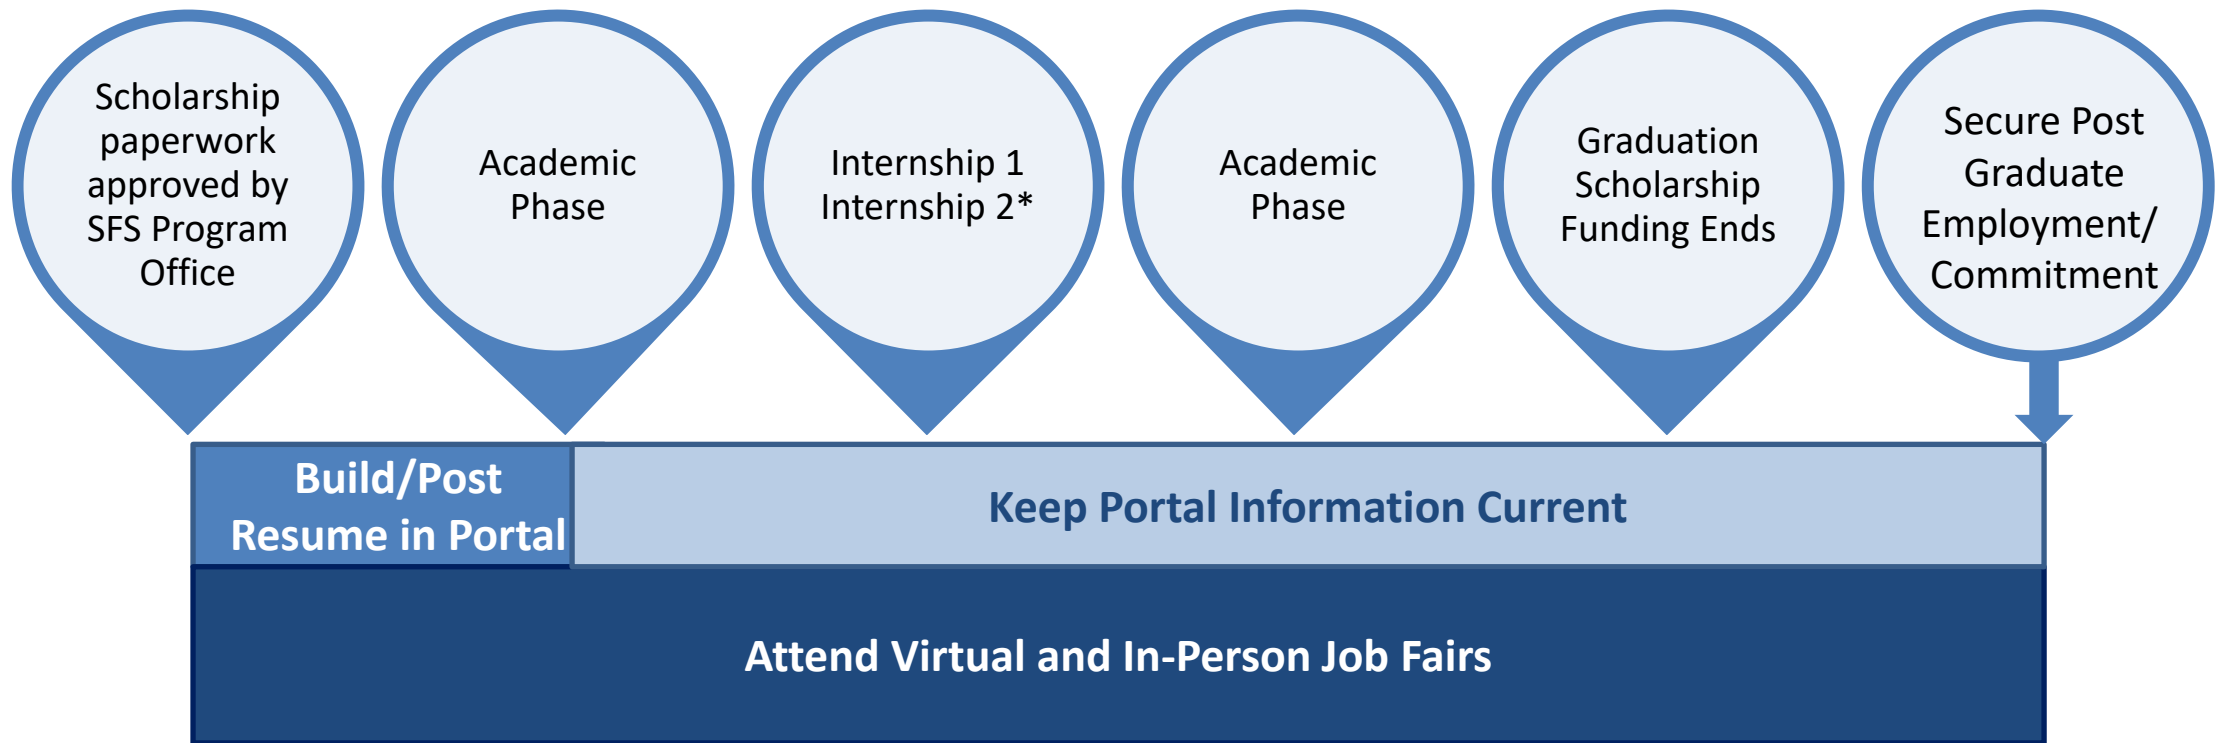 Scholarship
paperwork
approved by
SFS Program
Office
Academic
Phase
Internship 1
Internship 2*
Academic
Phase
Graduation
Scholarship
Funding Ends
Secure Post
Graduate
Employment/
Commitment
Build/Post
Resume in Portal
Keep Portal Information Current
Attend Virtual and In-Person Job Fairs